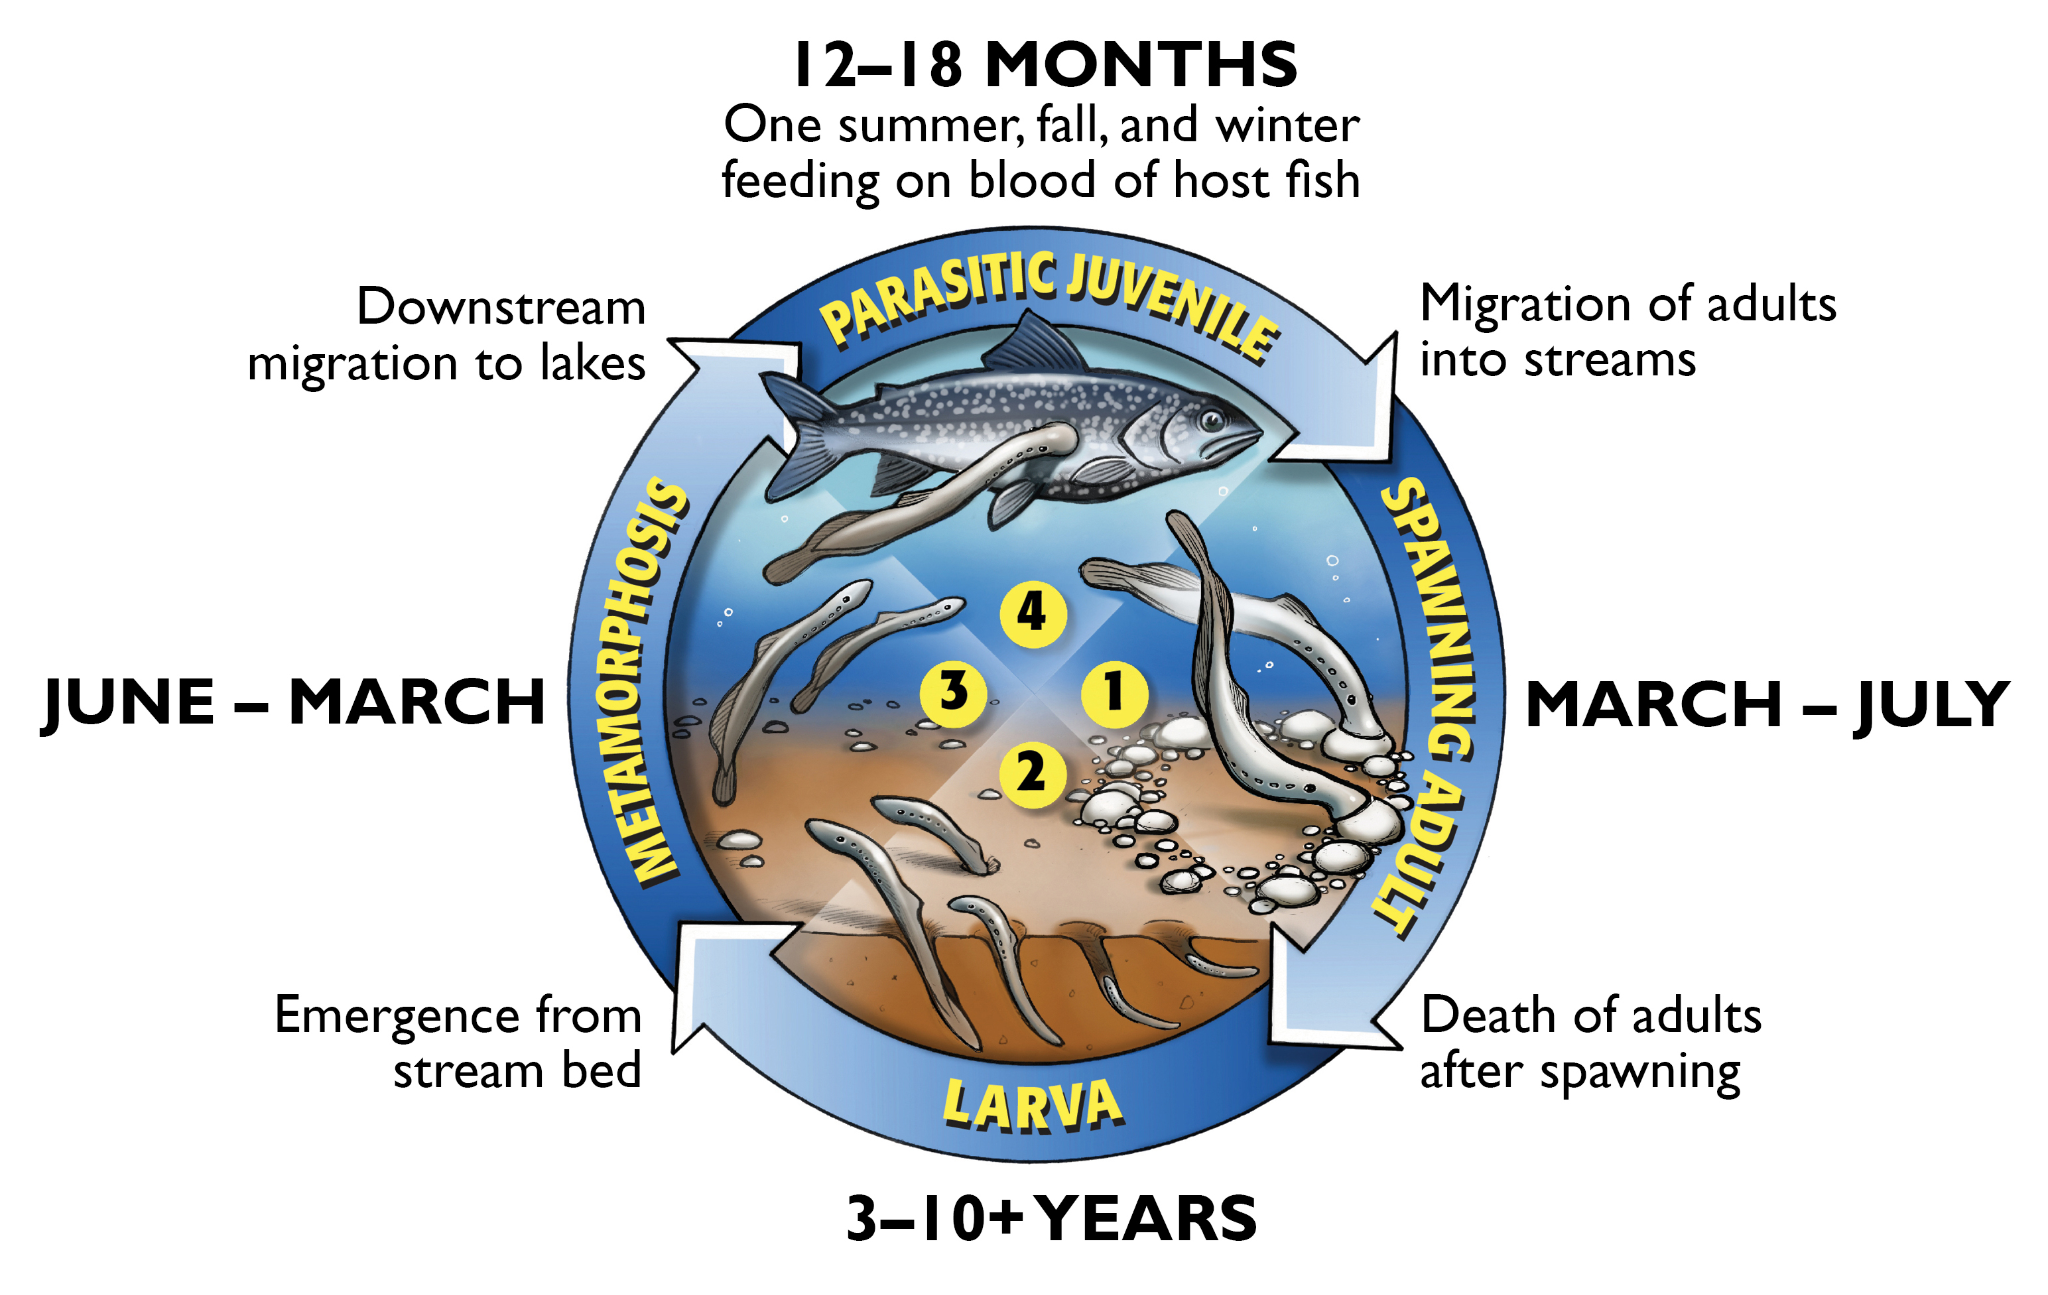 12–18 MONTHS
One summer, fall, and winter
feeding on blood of host fish
PARASITIC JUVENILE
Downstream
migration to lakes
Migration of adults
into streams
METAMORPHOSIS
SPAWNING ADULT
4
3
1
2
JUNE – MARCH
MARCH – JULY
Emergence from
stream bed
Death of adults
after spawning
LARVA
3–10+ YEARS